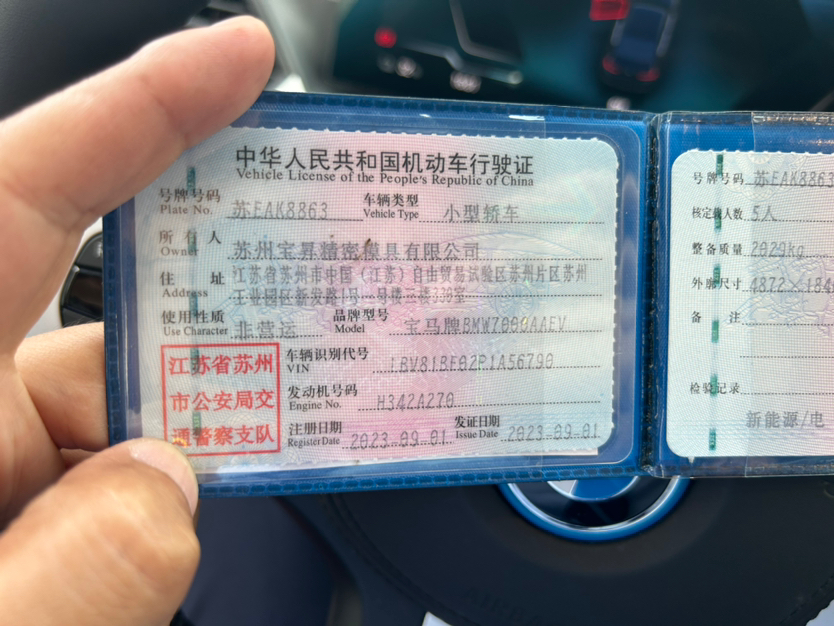 中华人民共和国机动车行驶证
Vehicle License of the People's Republic of China
号牌号码 苏EAK8863 车辆类型 小型轿车
Plate No. Vehicle Type
所有人 苏州宝昇精密模具有限公司
Owner
住址 江苏省苏州市中国（江苏）自由贸易试验区苏州片区苏州
Address 工业园区新发路1号一号楼三楼338室
使用性质 非营运 品牌型号 宝马牌BMW7000AAEV
Use Character Model
车辆识别代号 LBV81BF02P1A56790
VIN
发动机号码 H342A270
Engine No.
注册日期 2023.09.01 发证日期 2023.09.01
Register Date Issue Date
江苏省苏州
市公安局交
通警察支队
号牌号码 苏EAK8863
核定载人数 5人
整备质量 2029kg
外廓尺寸 4872×184
备注
检验记录
新能源/电